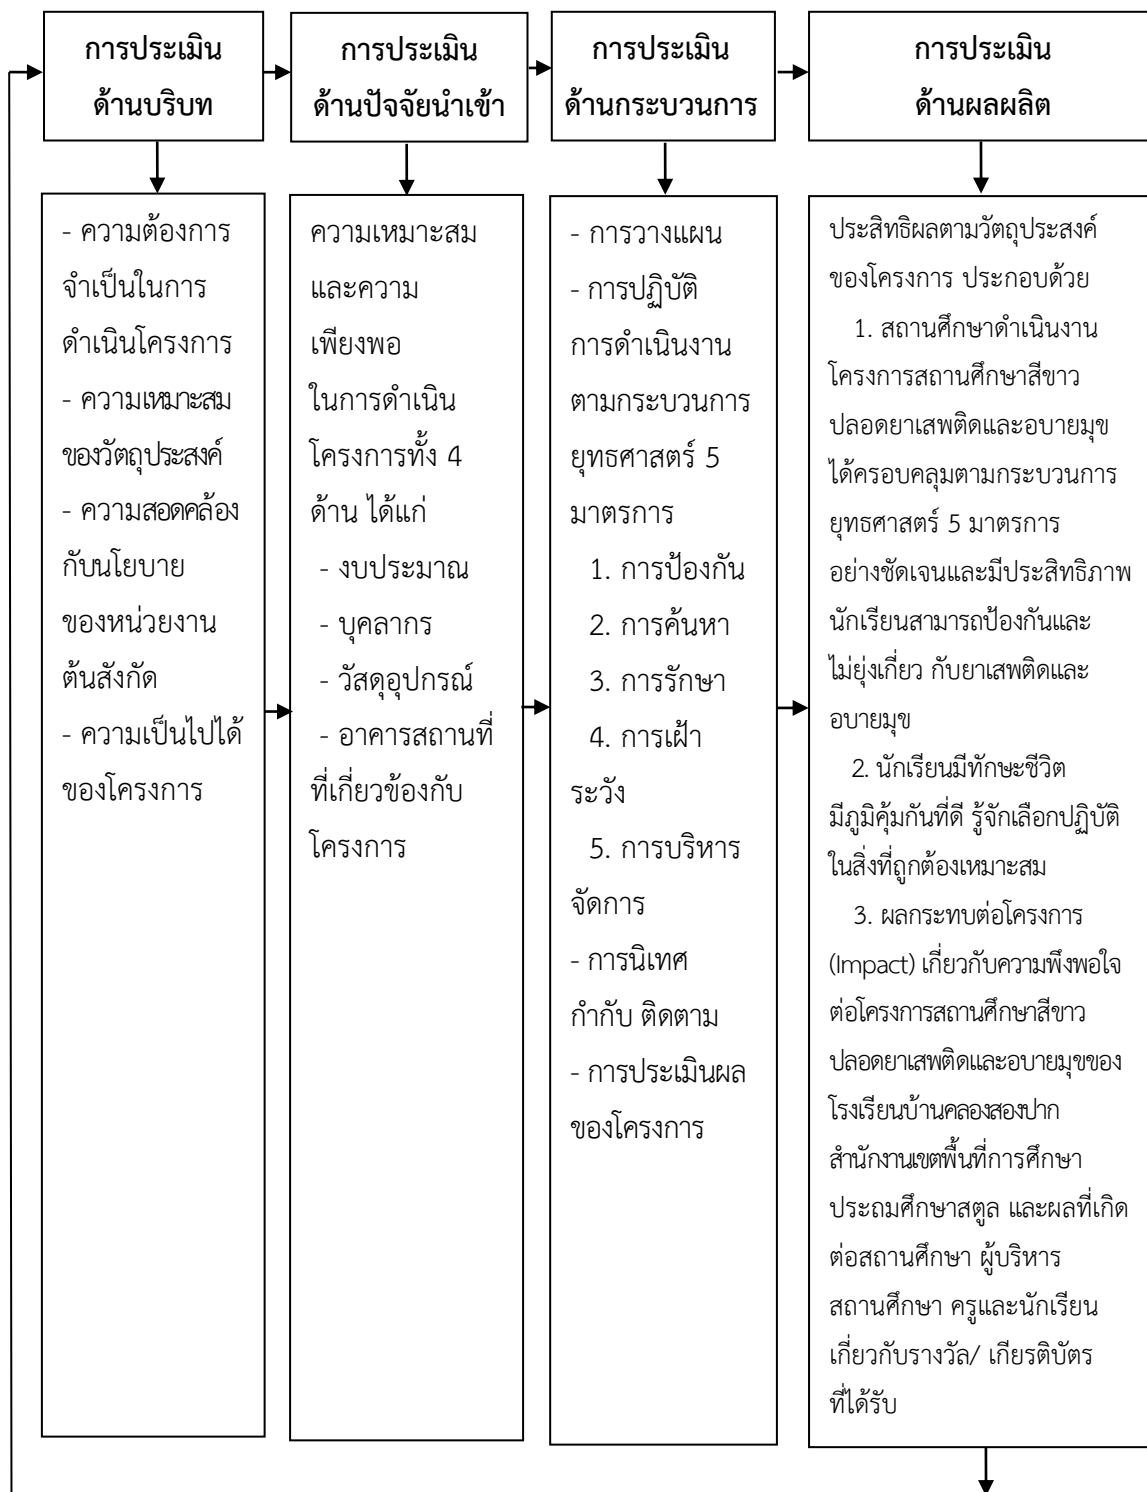 การประเมิน
ด้านบริบท
การประเมิน
ด้านปัจจัยนำเข้า
การประเมิน
ด้านกระบวนการ
การประเมิน
ด้านผลผลิต
- ความต้องการ
จำเป็นในการ
ดำเนินโครงการ
- ความเหมาะสม
ของวัตถุประสงค์
- ความสอดคล้อง
กับนโยบาย
ของหน่วยงาน
ต้นสังกัด
- ความเป็นไปได้
ของโครงการ
ความเหมาะสม
และความ
เพียงพอ
ในการดำเนิน
โครงการทั้ง 4
ด้าน ได้แก่
- งบประมาณ
- บุคลากร
- วัสดุอุปกรณ์
- อาคารสถานที่
ที่เกี่ยวข้องกับ
โครงการ
- การวางแผน
- การปฏิบัติ
การดำเนินงาน
ตามกระบวนการ
ยุทธศาสตร์ 5
มาตรการ
1. การป้องกัน
2. การค้นหา
3. การรักษา
4. การเฝ้า
ระวัง
5. การบริหาร
จัดการ
- การนิเทศ
กำกับ ติดตาม
- การประเมินผล
ของโครงการ
ประสิทธิผลตามวัตถุประสงค์
ของโครงการ ประกอบด้วย
1. สถานศึกษาดำเนินงาน
โครงการสถานศึกษาสีขาว
ปลอดยาเสพติดและอบายมุข
ได้ครอบคลุมตามกระบวนการ
ยุทธศาสตร์ 5 มาตรการ
อย่างชัดเจนและมีประสิทธิภาพ
นักเรียนสามารถป้องกันและ
ไม่ยุ่งเกี่ยว กับยาเสพติดและ
อบายมุข
2. นักเรียนมีทักษะชีวิต
มีภูมิคุ้มกันที่ดี รู้จักเลือกปฏิบัติ
ในสิ่งที่ถูกต้องเหมาะสม
3. ผลกระทบต่อโครงการ
(Impact) เกี่ยวกับความพึงพอใจ
ต่อโครงการสถานศึกษาสีขาว
ปลอดยาเสพติดและอบายมุขของ
โรงเรียนบ้านคลองสองปาก
สำนักงานเขตพื้นที่การศึกษา
ประถมศึกษาสตูล และผลที่เกิด
ต่อสถานศึกษา ผู้บริหาร
สถานศึกษา ครูและนักเรียน
เกี่ยวกับรางวัล/ เกียรติบัตร
ที่ได้รับ